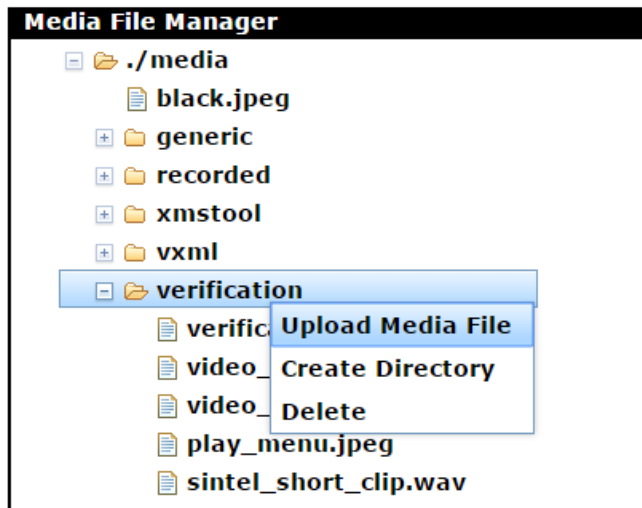 Media File Manager
./media
black.jpeg
generic
recorded
xmstool
vxml
verification
Upload Media File
video_
Create Directory
video_
Delete
play_menu.jpeg
sintel_short_clip.wav